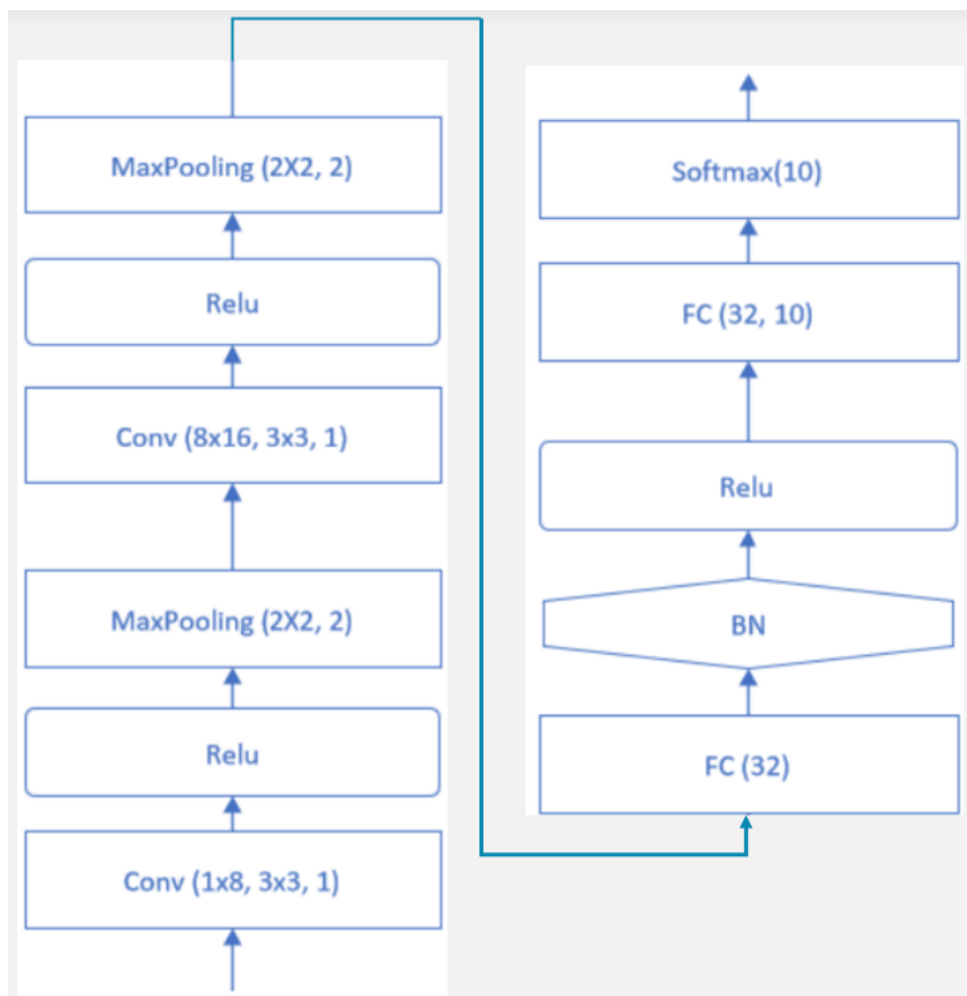 MaxPooling (2X2, 2)
Relu
Conv (8x16, 3x3, 1)
MaxPooling (2X2, 2)
Relu
Conv (1x8, 3x3, 1)
Softmax(10)
FC (32, 10)
Relu
BN
FC (32)